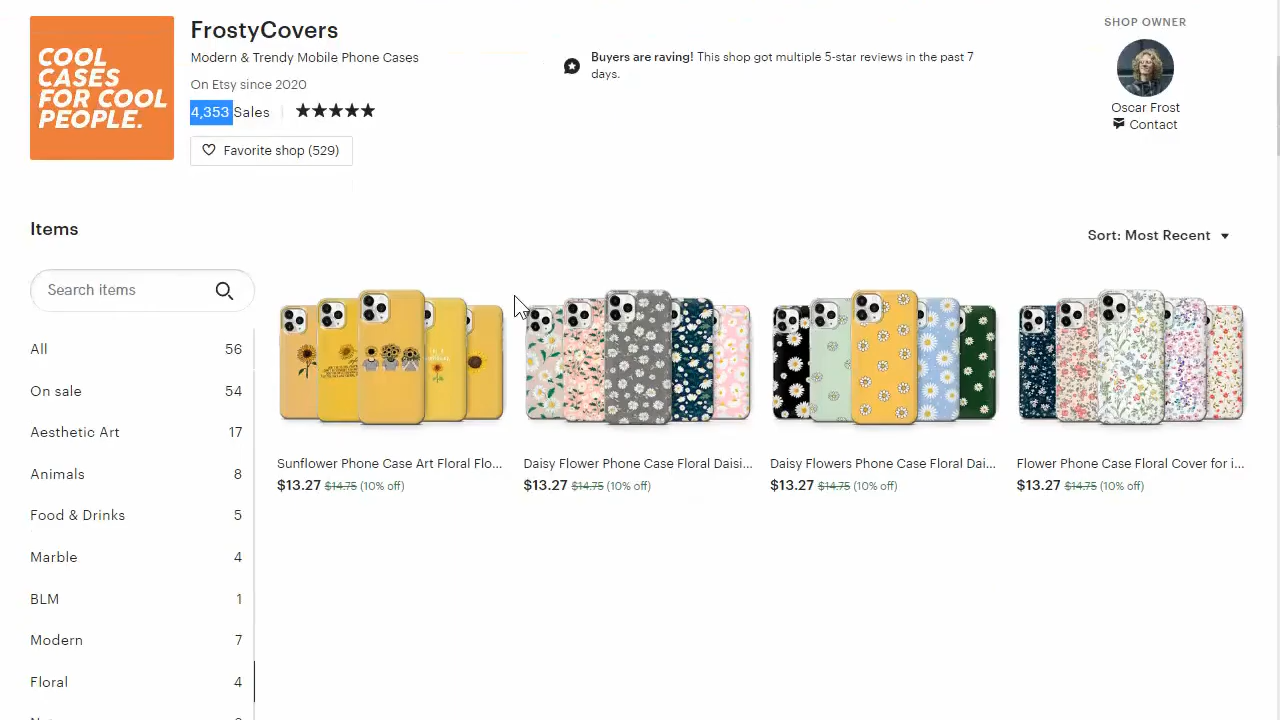 COOL
CASES
FOR COOL
PEOPLE.
FrostyCovers
Modern & Trendy Mobile Phone Cases
On Etsy since 2020
4,353 Sales
Favorite shop (529)
Buyers are raving! This shop got multiple 5-star reviews in the past 7
days.
SHOP OWNER
Oscar Frost
Contact
Items
Sort: Most Recent
Search items
All 56
On sale 54
Aesthetic Art 17
Animals 8
Food & Drinks 5
Marble 4
BLM 1
Modern 7
Floral 4
Sunflower Phone Case Art Floral Flo...
$13.27 $14.75 (10% off)
Daisy Flower Phone Case Floral Daisi...
$13.27 $14.75 (10% off)
Daisy Flowers Phone Case Floral Dai...
$13.27 $14.75 (10% off)
Flower Phone Case Floral Cover for i...
$13.27 $14.75 (10% off)